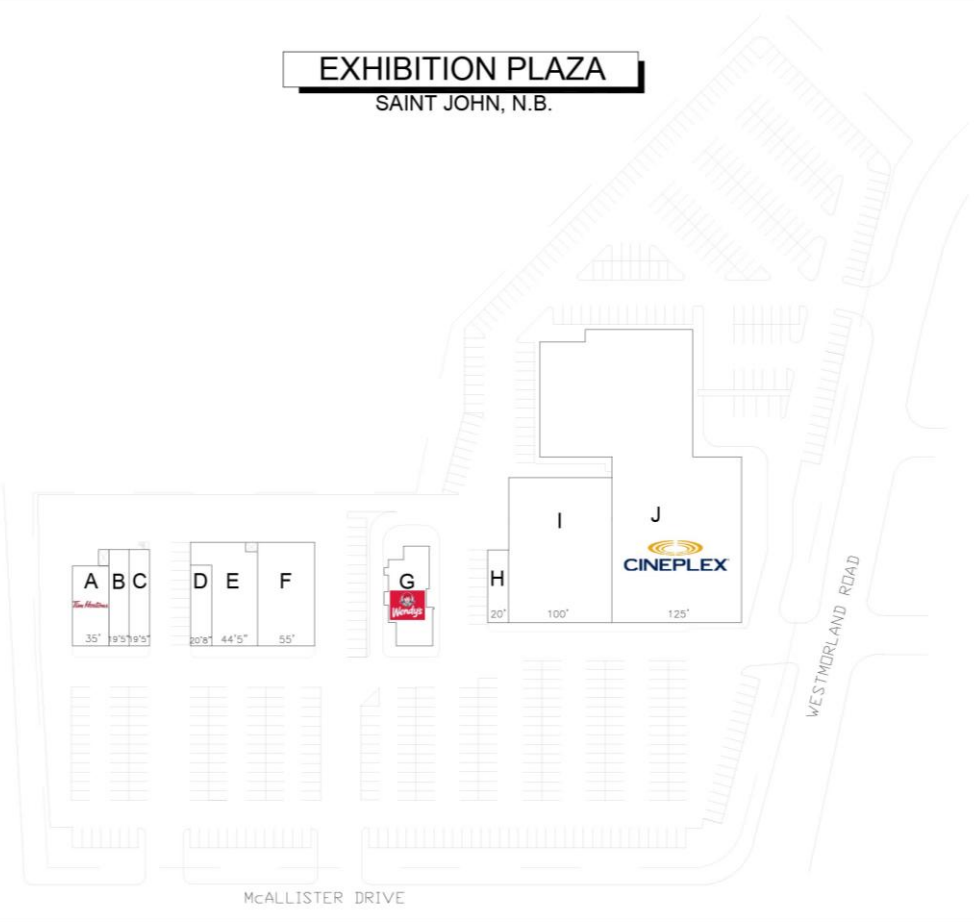 EXHIBITION PLAZA
SAINT JOHN, N.B.
I
J
CINEPLEX
A
B
C
D
E
F
G
H
Tim Hortons
Wendy's
35'
19'5"
19'5"
20'8"
44'5"
55'
20'
100'
125'
WESTMORLAND ROAD
McALLISTER DRIVE